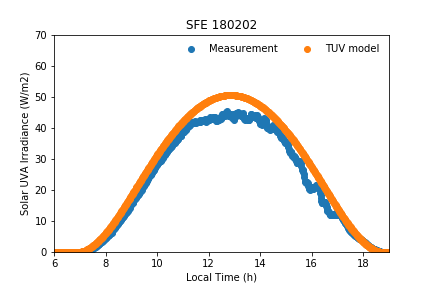 SFE 180202
Measurement TUV model
Solar UVA Irradiance (W/m2)
70
60
50
40
30
20
10
0
6 8 10 12 14 16 18
Local Time (h)